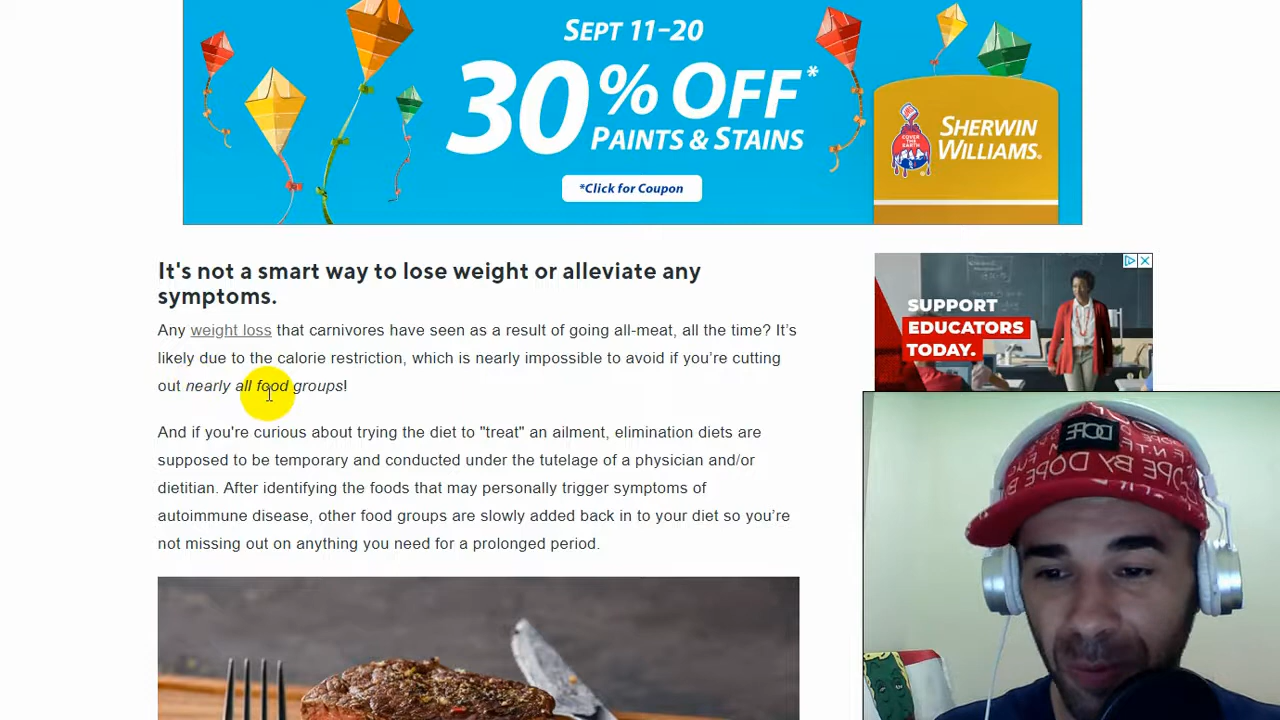 SEPT 11–20
30% OFF*
PAINTS & STAINS
*Click for Coupon
COVER THE EARTH
SHERWIN
WILLIAMS.
It's not a smart way to lose weight or alleviate any
symptoms.
Any weight loss that carnivores have seen as a result of going all-meat, all the time? It's
likely due to the calorie restriction, which is nearly impossible to avoid if you're cutting
out nearly all food groups!
And if you're curious about trying the diet to "treat" an ailment, elimination diets are
supposed to be temporary and conducted under the tutelage of a physician and/or
dietitian. After identifying the foods that may personally trigger symptoms of
autoimmune disease, other food groups are slowly added back in to your diet so you're
not missing out on anything you need for a prolonged period.
SUPPORT
EDUCATORS
TODAY.
DOPE
DOPE BY DOPE